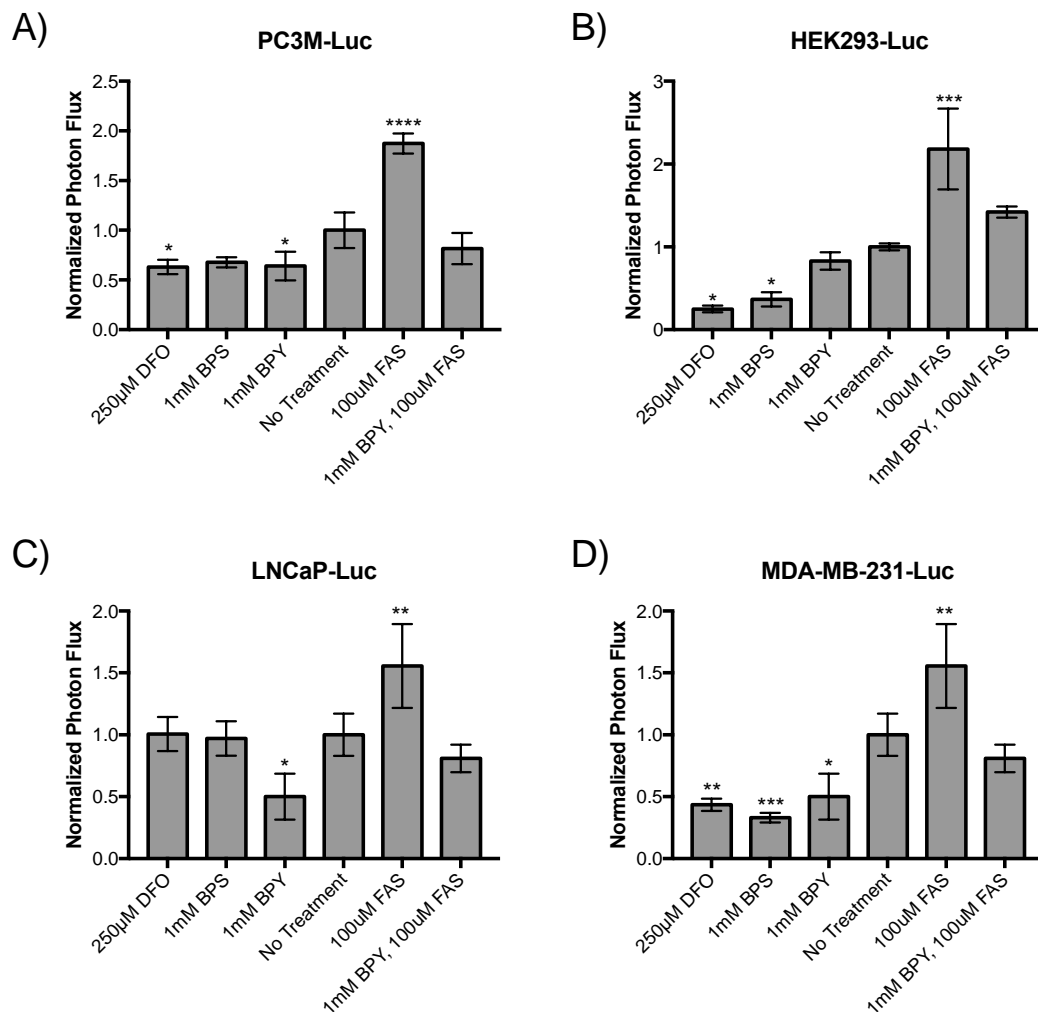 A)
PC3M-Luc
Normalized Photon Flux
2.5
2.0
1.5
1.0
0.5
0.0
*
*
****
250µM DFO
1mM BPS
1mM BPY
No Treatment
100uM FAS
1mM BPY, 100uM FAS
B)
HEK293-Luc
Normalized Photon Flux
3
2
1
0
*
*
***
250µM DFO
1mM BPS
1mM BPY
No Treatment
100uM FAS
1mM BPY, 100uM FAS
C)
LNCaP-Luc
Normalized Photon Flux
2.0
1.5
1.0
0.5
0.0
*
**
250µM DFO
1mM BPS
1mM BPY
No Treatment
100uM FAS
1mM BPY, 100uM FAS
D)
MDA-MB-231-Luc
Normalized Photon Flux
2.0
1.5
1.0
0.5
0.0
**
***
*
**
250µM DFO
1mM BPS
1mM BPY
No Treatment
100uM FAS
1mM BPY, 100uM FAS